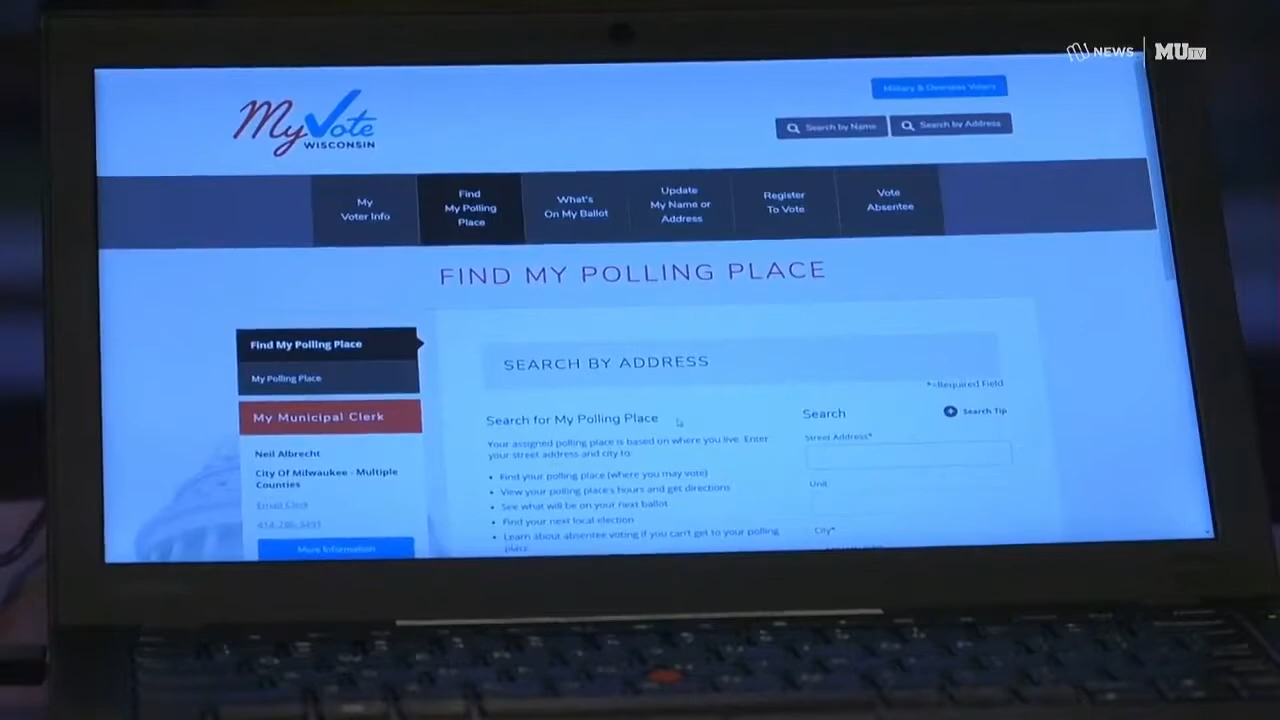 NEWS
MUTV
My Vote
WISCONSIN
Military & Overseas Voters
Search by Name
Search by Address
My
Voter Info
Find
My Polling
Place
What's
On My Ballot
Update
My Name or
Address
Register
To Vote
Vote
Absentee
FIND MY POLLING PLACE
Find My Polling Place
My Polling Place
My Municipal Clerk
Neil Albrecht
City Of Milwaukee - Multiple
Counties
Email Clerk
More Information
SEARCH BY ADDRESS
*=Required Field
Search for My Polling Place
Your assigned polling place is based on where you live. Enter
your street address and city to:
• Find your polling place (where you may vote)
• View your polling place's hours and get directions
• See what will be on your next ballot
• Find your next local election
• Learn about absentee voting if you can't get to your polling
place
Search
Search Tip
Street Address*
Unit
City*